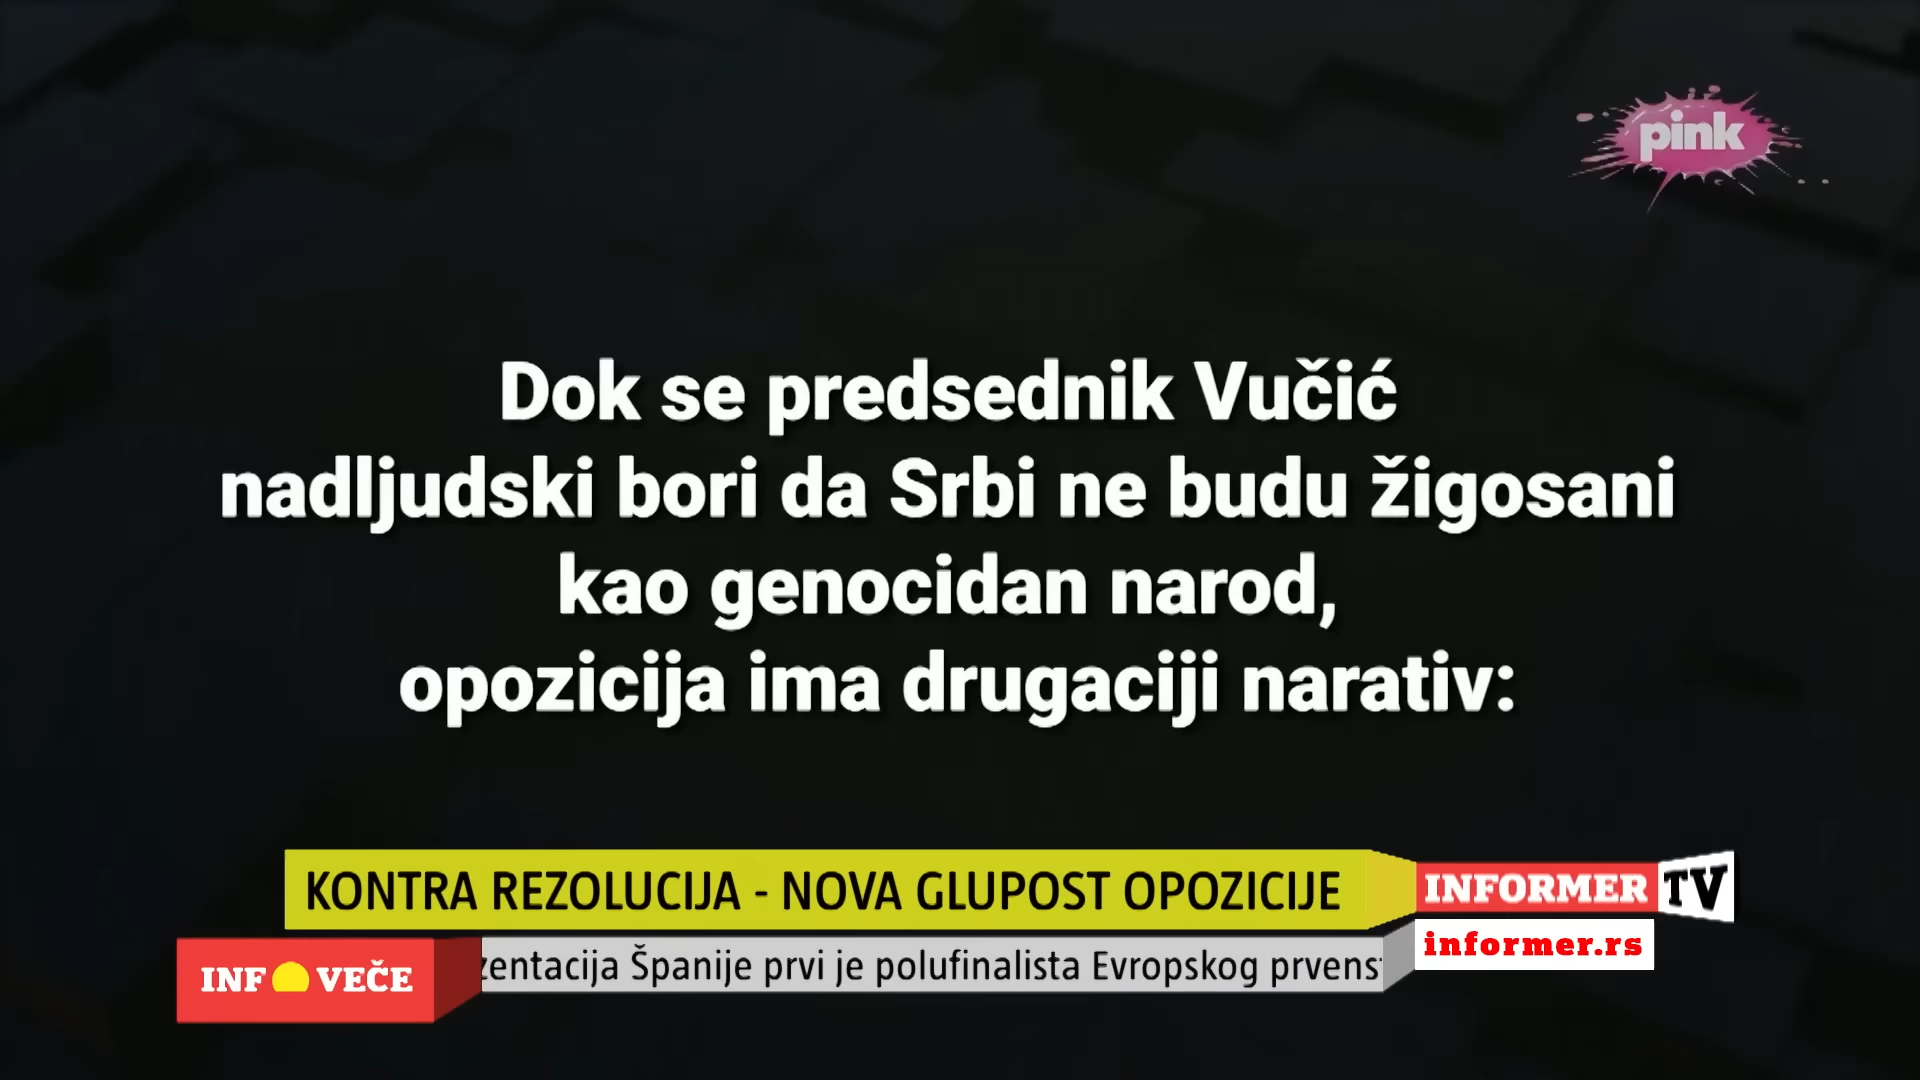 pink
Dok se predsednik Vučić
nadljudski bori da Srbi ne budu žigosani
kao genocidan narod,
opozicija ima drugaciji narativ:
KONTRA REZOLUCIJA - NOVA GLUPOST OPOZICIJE
INFORMER TV
informer.rs
INFO VEČE
zentacija Španije prvi je polufinalista Evropskog prvens